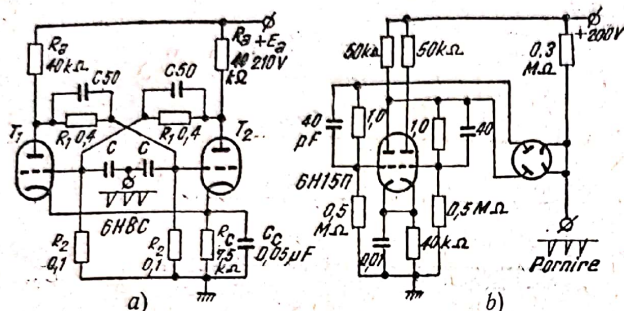 Ra
40kΩ
C50
C50
Ra
40
kΩ
+Ea
210V
T1
R1 0,4
R1 0,4
T2
C
C
6H8C
R2
0,1
R2
0,1
Rc
7,5
kΩ
Cc
0,05μF
a)
50kΩ
50kΩ
0,3
MΩ
+200V
40
pF
1,0
1,0
40
6H15П
0,5
MΩ
0,5MΩ
0,01
40kΩ
Pornire
b)